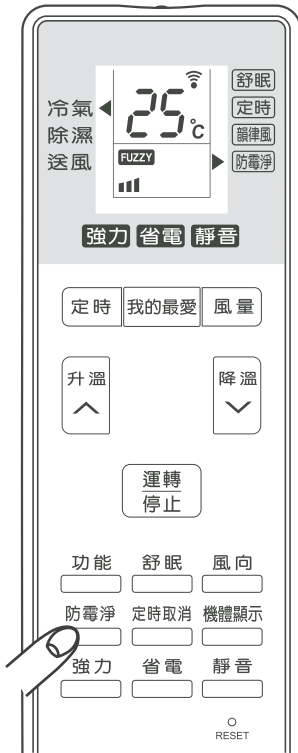 冷氣 25℃ 舒眠
除濕 定時
送風 FUZZY 韻律風
防霉淨
強力 省電 靜音
定時 我的最愛 風量
升溫 降溫
運轉
停止
功能 舒眠 風向
防霉淨 定時取消 機體顯示
強力 省電 靜音
RESET